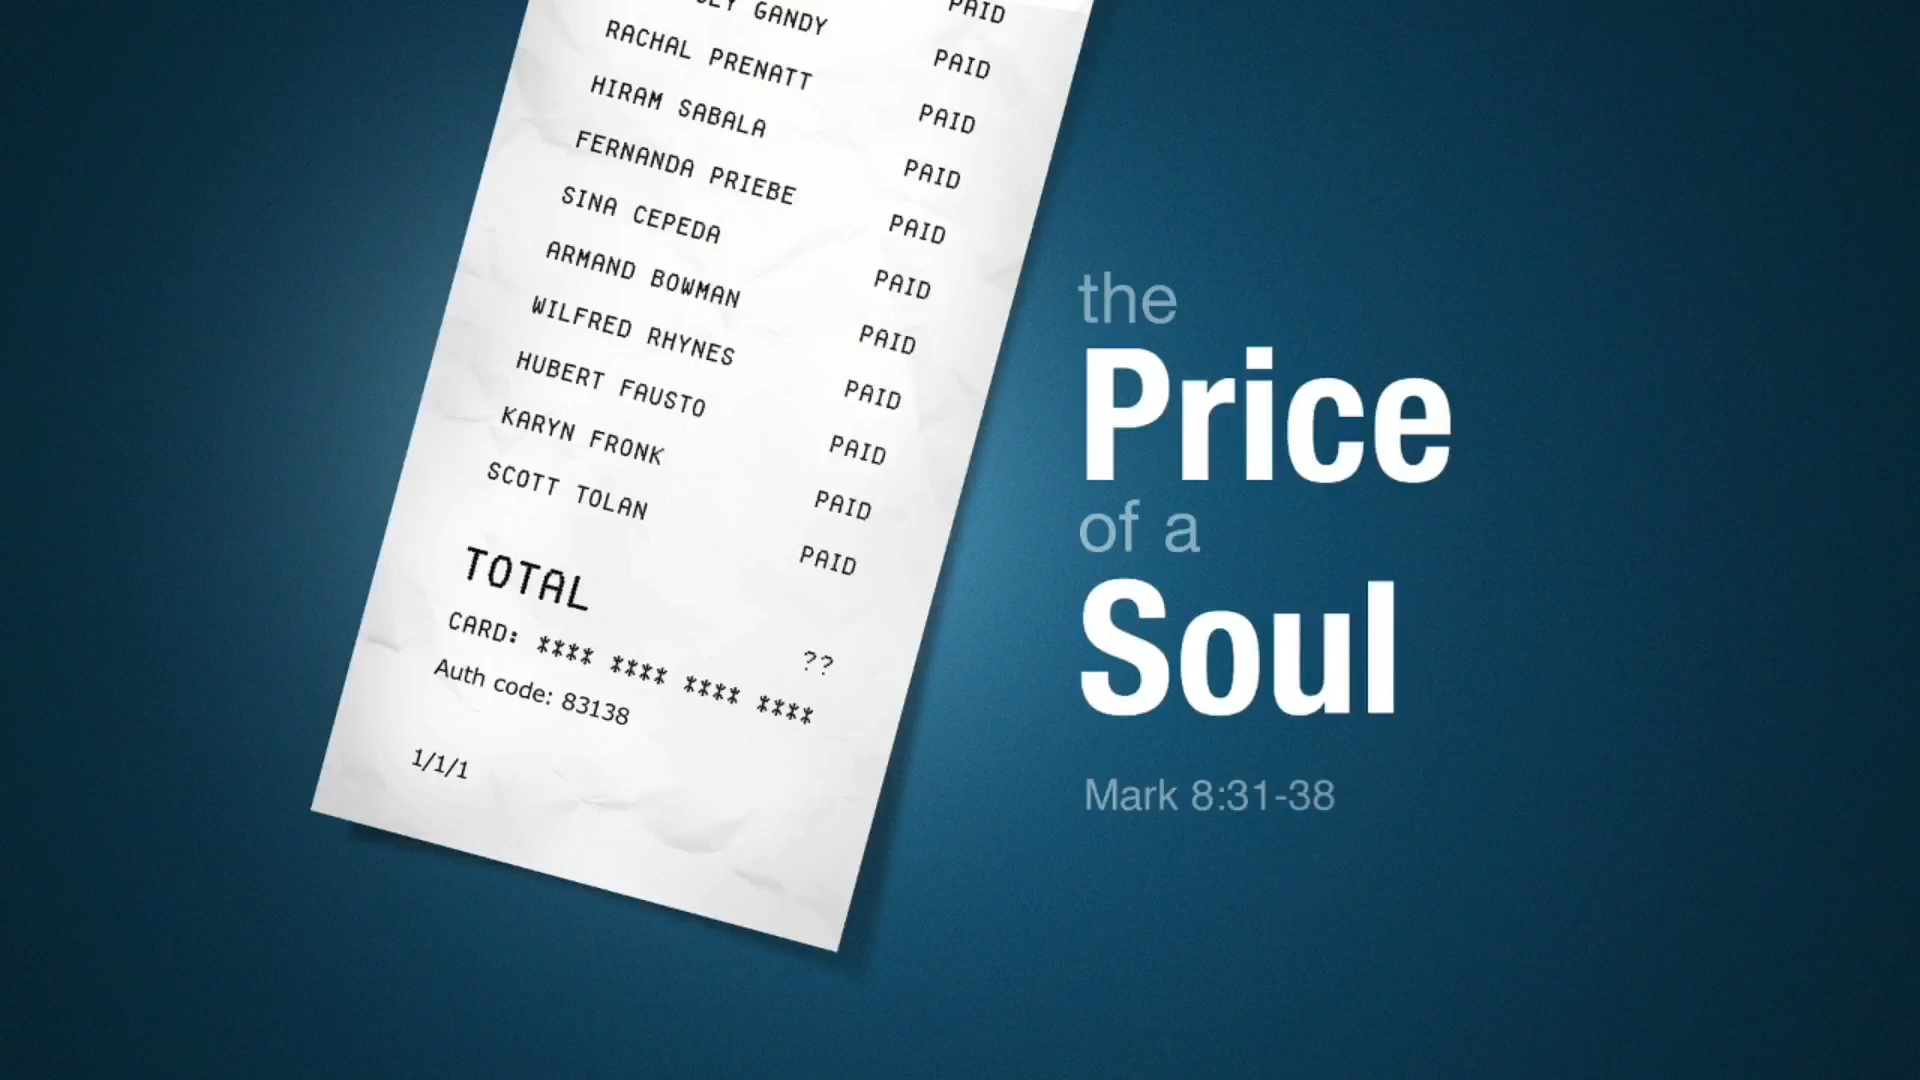 PAID
GANDY PAID
RACHAL PRENATT PAID
HIRAM SABALA PAID
FERNANDA PRIEBE PAID
SINA CEPEDA PAID
ARMAND BOWMAN PAID
WILFRED RHYNES PAID
HUBERT FAUSTO PAID
KARYN FRONK PAID
SCOTT TOLAN PAID
TOTAL ??
CARD: **** **** **** ****
Auth code: 83138
1/1/1
the
Price
of a
Soul
Mark 8:31-38